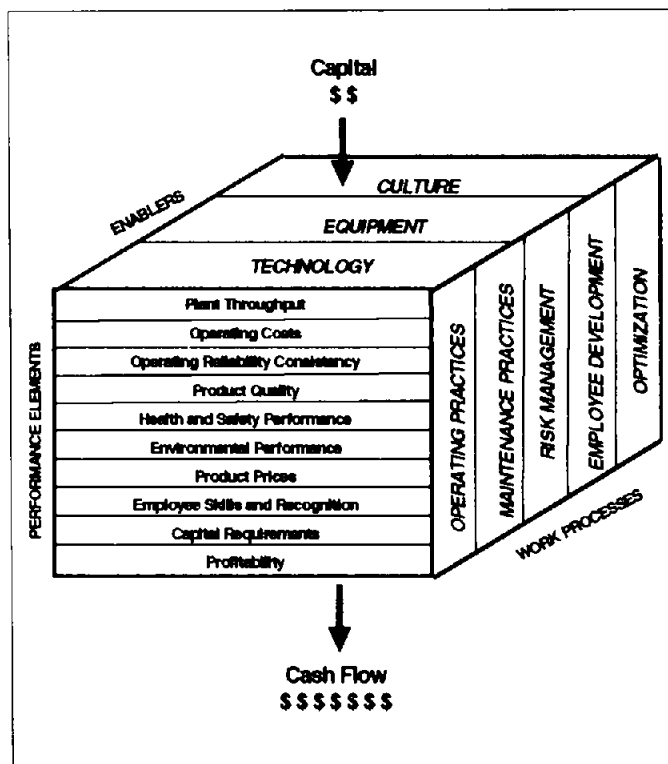 Capital
$ $
ENABLERS
CULTURE
EQUIPMENT
TECHNOLOGY
PERFORMANCE ELEMENTS
Plant Throughput
Operating Costs
Operating Reliability Consistency
Product Quality
Health and Safety Performance
Environmental Performance
Product Prices
Employee Skills and Recognition
Capital Requirements
Profitability
OPERATING PRACTICES
MAINTENANCE PRACTICES
RISK MANAGEMENT
EMPLOYEE DEVELOPMENT
OPTIMIZATION
WORK PROCESSES
Cash Flow
$ $ $ $ $ $ $